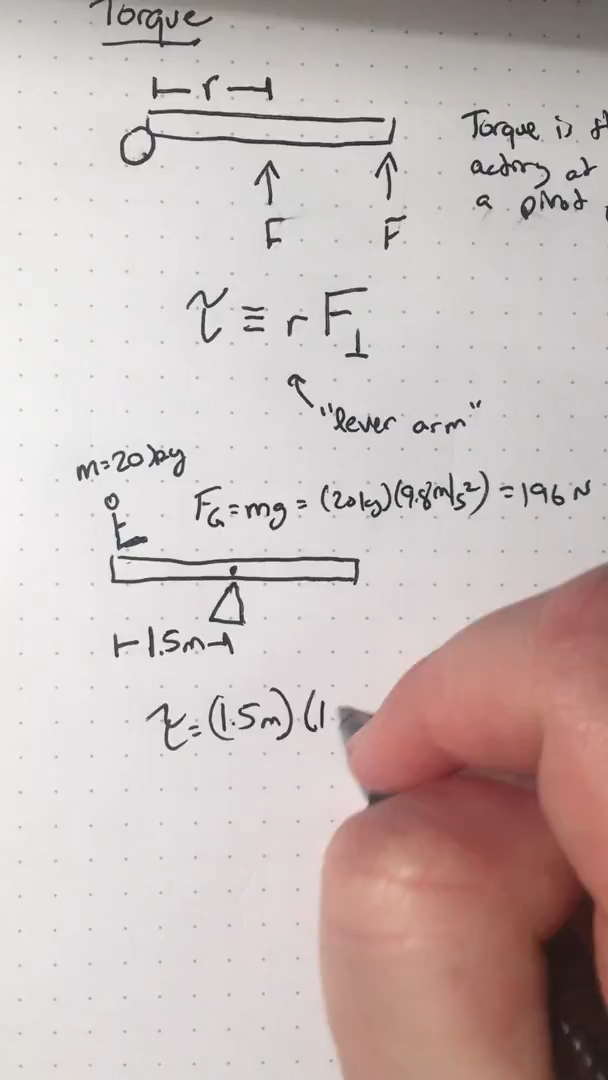 Torque
r
Torque is
acting at
a pivot
F F
τ ≡ r F⊥
"lever arm"
m=20kg
F_G = mg = (20kg)(9.8m/s²) = 196 N
1.5m
τ = (1.5m)(1